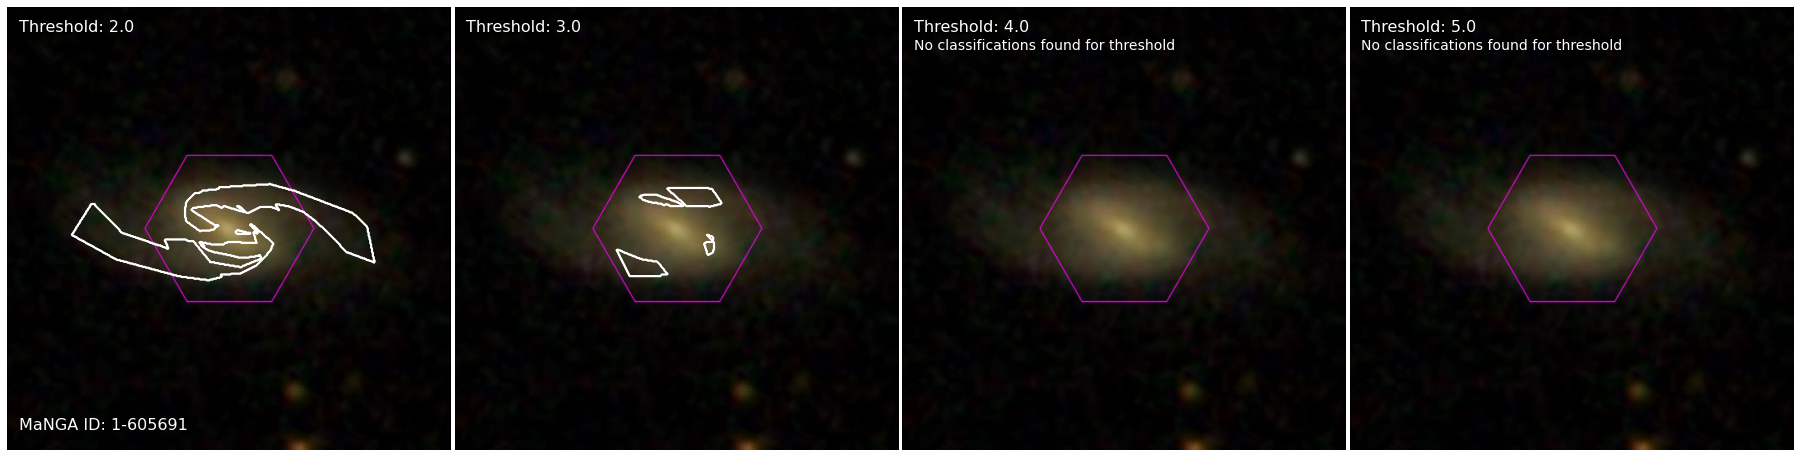 Threshold: 2.0
MaNGA ID: 1-605691
Threshold: 3.0
Threshold: 4.0
No classifications found for threshold
Threshold: 5.0
No classifications found for threshold